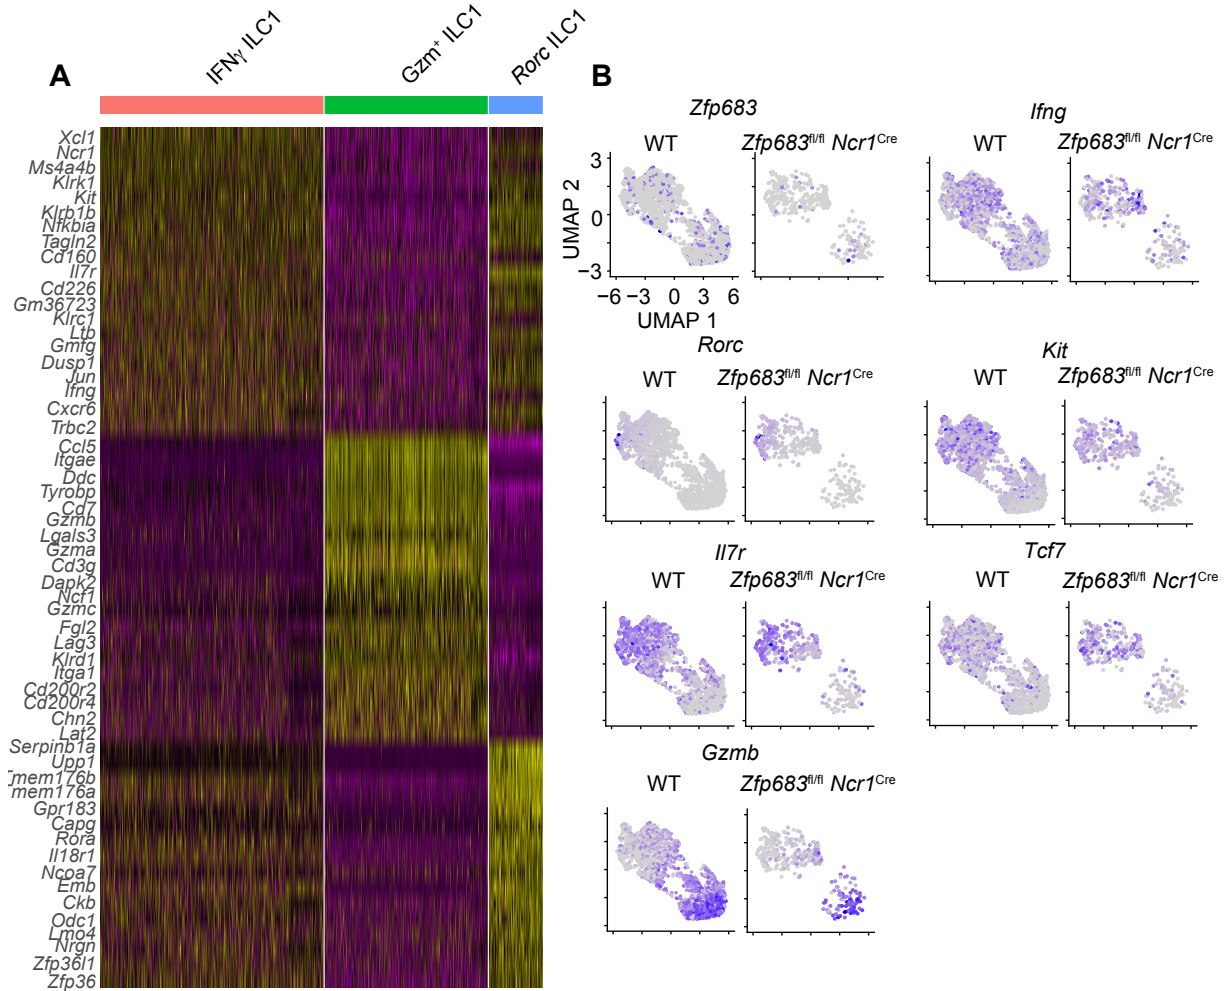 A
IFNγ ILC1
Gzm⁺ ILC1
Rorc ILC1
Xcl1
Ncr1
Ms4a4b
Klrk1
Kit
Klrb1b
Nfkbia
Tagln2
Cd160
Il7r
Cd226
Gm36723
Klrc1
Ltb
Gmfg
Dusp1
Jun
Ifng
Cxcr6
Trbc2
Ccl5
Itgae
Ddc
Tyrobp
Cd7
Gzmb
Lgals3
Gzma
Cd3g
Dapk2
Ncr1
Gzmc
Fgl2
Lag3
Klrd1
Itga1
Cd200r2
Cd200r4
Chn2
Lat2
Serpinb1a
Upp1
mem176b
mem176a
Gpr183
Capg
Rora
Il18r1
Ncoa7
Emb
Ckb
Odc1
Lmo4
Nrgn
Zfp36l1
Zfp36
B
Zfp683
WT Zfp683fl/fl Ncr1Cre
3
0
−3
UMAP 2
−6 −3 0 3 6
UMAP 1
Ifng
WT Zfp683fl/fl Ncr1Cre
Rorc
WT Zfp683fl/fl Ncr1Cre
Kit
WT Zfp683fl/fl Ncr1Cre
Il7r
WT Zfp683fl/fl Ncr1Cre
Tcf7
WT Zfp683fl/fl Ncr1Cre
Gzmb
WT Zfp683fl/fl Ncr1Cre